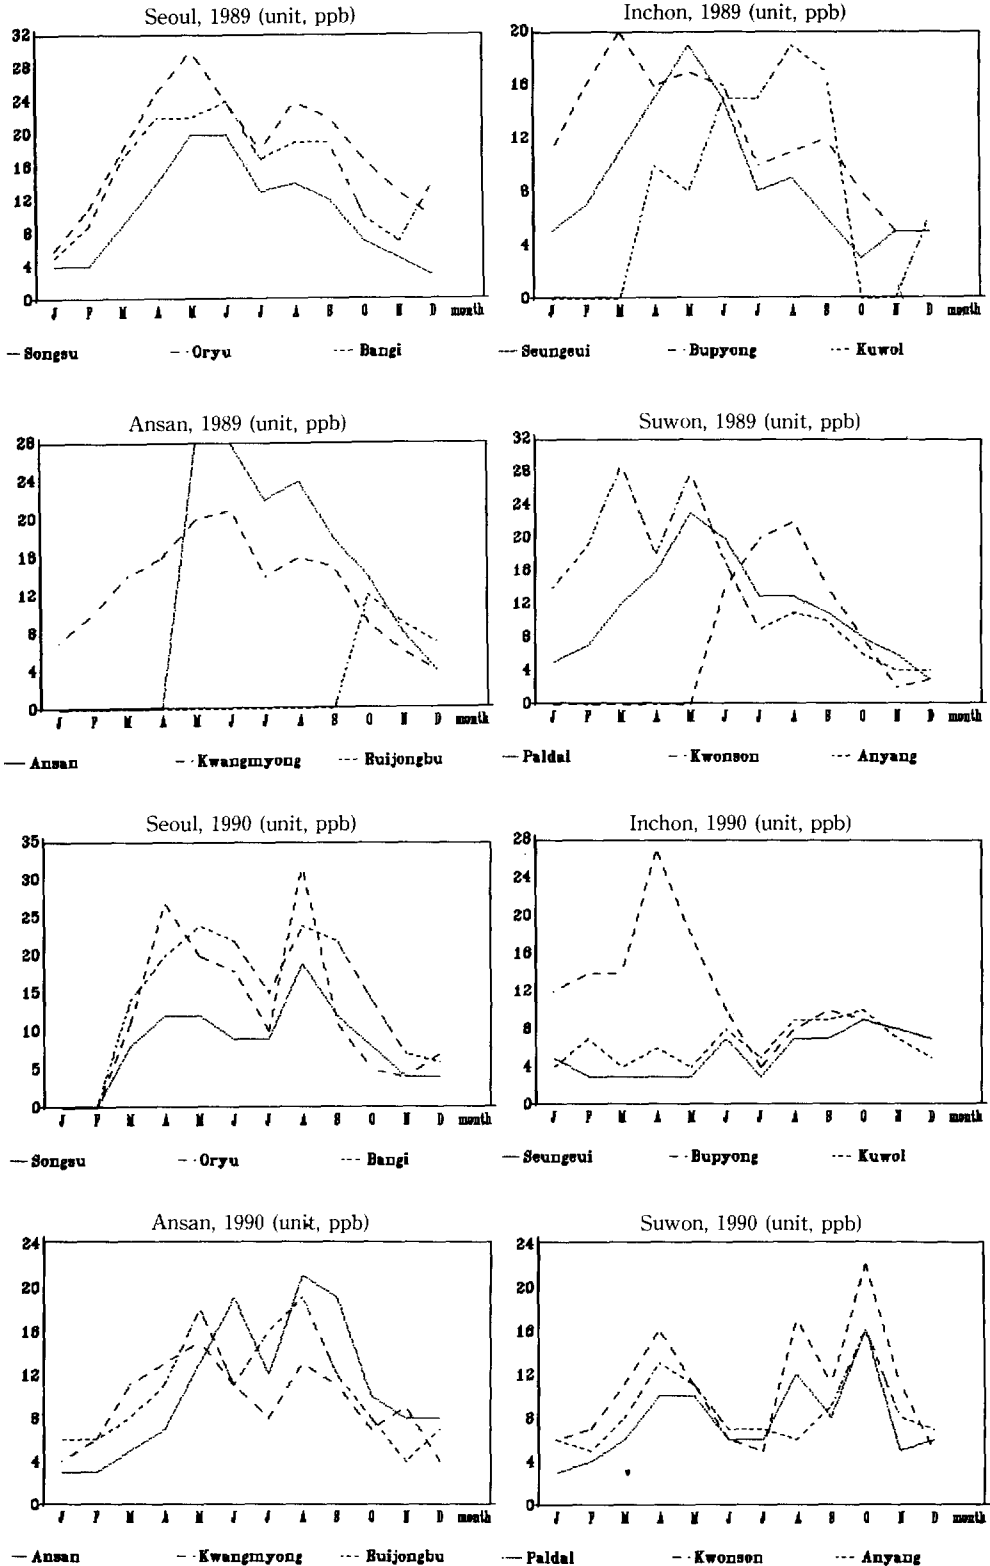 Seoul, 1989 (unit, ppb)
32
28
24
20
16
12
8
4
0
J F M A M J J A S O N D month
Songsu Oryu Bangi
Inchon, 1989 (unit, ppb)
20
16
12
8
4
0
J F M A M J J A S O N D month
Seungeui Bupyong Kuwol
Ansan, 1989 (unit, ppb)
28
24
20
16
12
8
4
0
J F M A M J J A S O N D month
Ansan Kwangmyong Euijongbu
Suwon, 1989 (unit, ppb)
32
28
24
20
16
12
8
4
0
J F M A M J J A S O N D month
Paldal Kwonson Anyang
Seoul, 1990 (unit, ppb)
35
30
25
20
15
10
5
0
J F M A M J J A S O N D month
Songsu Oryu Bangi
Inchon, 1990 (unit, ppb)
28
24
20
16
12
8
4
0
J F M A M J J A S O N D month
Seungeui Bupyong Kuwol
Ansan, 1990 (unit, ppb)
24
20
16
12
8
4
0
J F M A M J J A S O N D month
Ansan Kwangmyong Euijongbu
Suwon, 1990 (unit, ppb)
24
20
16
12
8
4
0
J F M A M J J A S O N D month
Paldal Kwonson Anyang